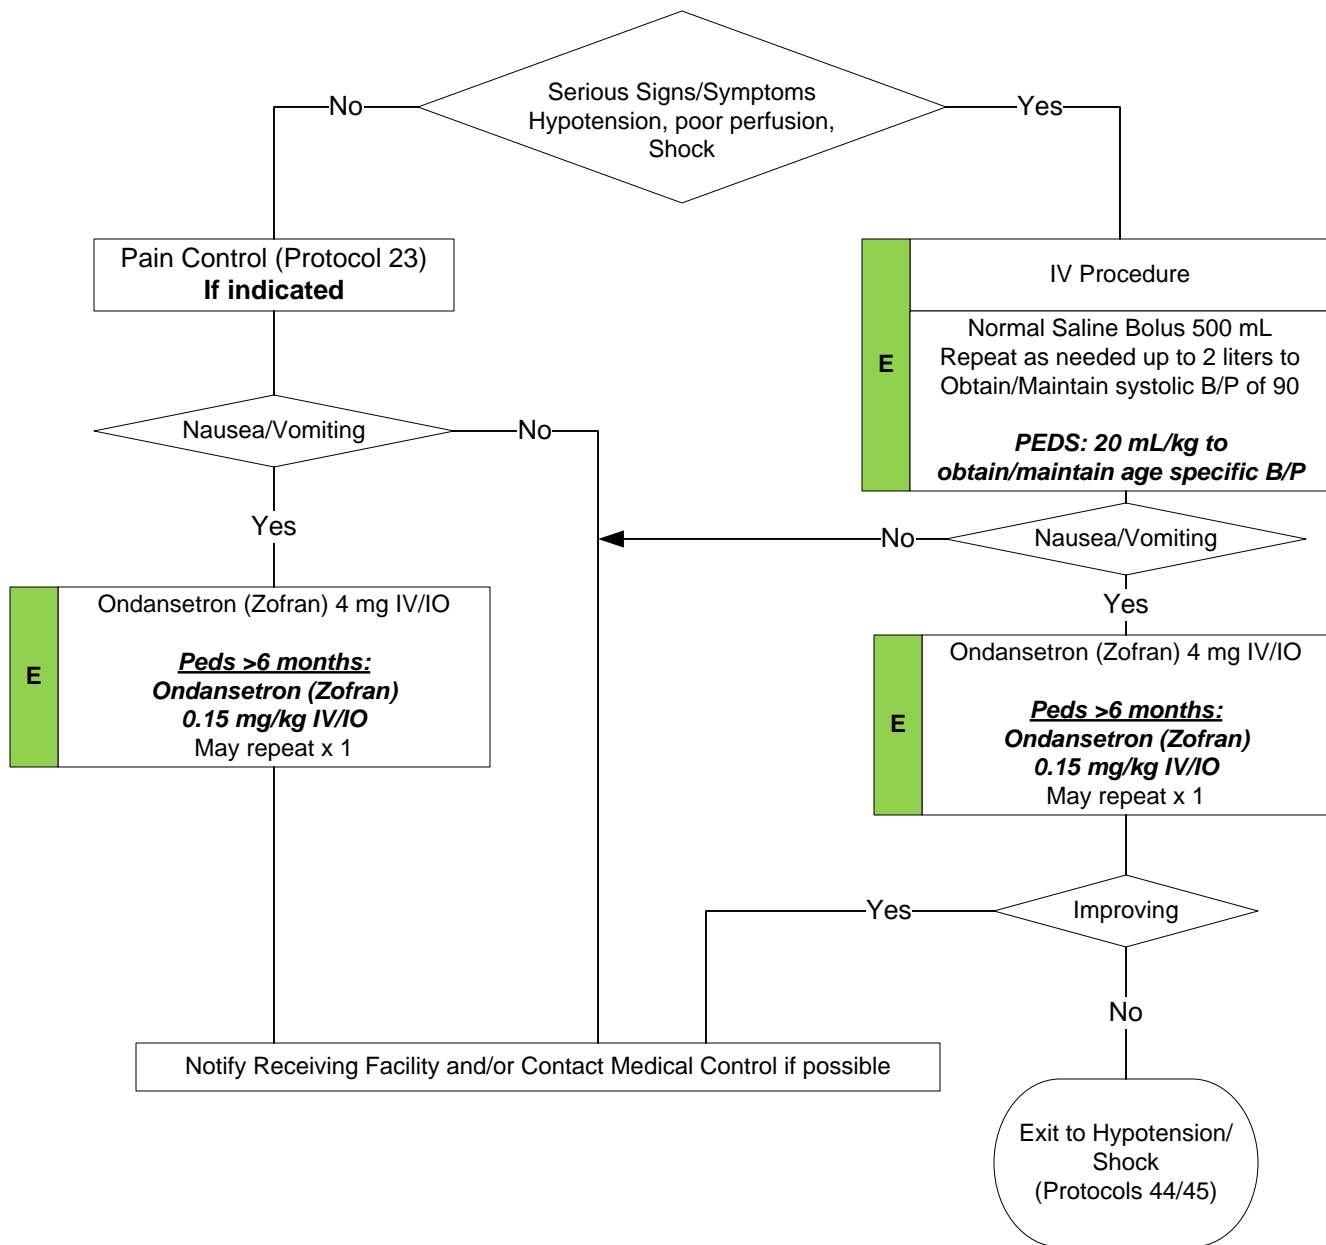 Serious Signs/Symptoms
Hypotension, poor perfusion,
Shock
No
Yes
Pain Control (Protocol 23)
If indicated
E
IV Procedure
Normal Saline Bolus 500 mL
Repeat as needed up to 2 liters to
Obtain/Maintain systolic B/P of 90
PEDS: 20 mL/kg to
obtain/maintain age specific B/P
Nausea/Vomiting
No
Yes
No
Nausea/Vomiting
Yes
E
Ondansetron (Zofran) 4 mg IV/IO
Peds >6 months:
Ondansetron (Zofran)
0.15 mg/kg IV/IO
May repeat x 1
E
Ondansetron (Zofran) 4 mg IV/IO
Peds >6 months:
Ondansetron (Zofran)
0.15 mg/kg IV/IO
May repeat x 1
Yes
Improving
No
Notify Receiving Facility and/or Contact Medical Control if possible
Exit to Hypotension/
Shock
(Protocols 44/45)